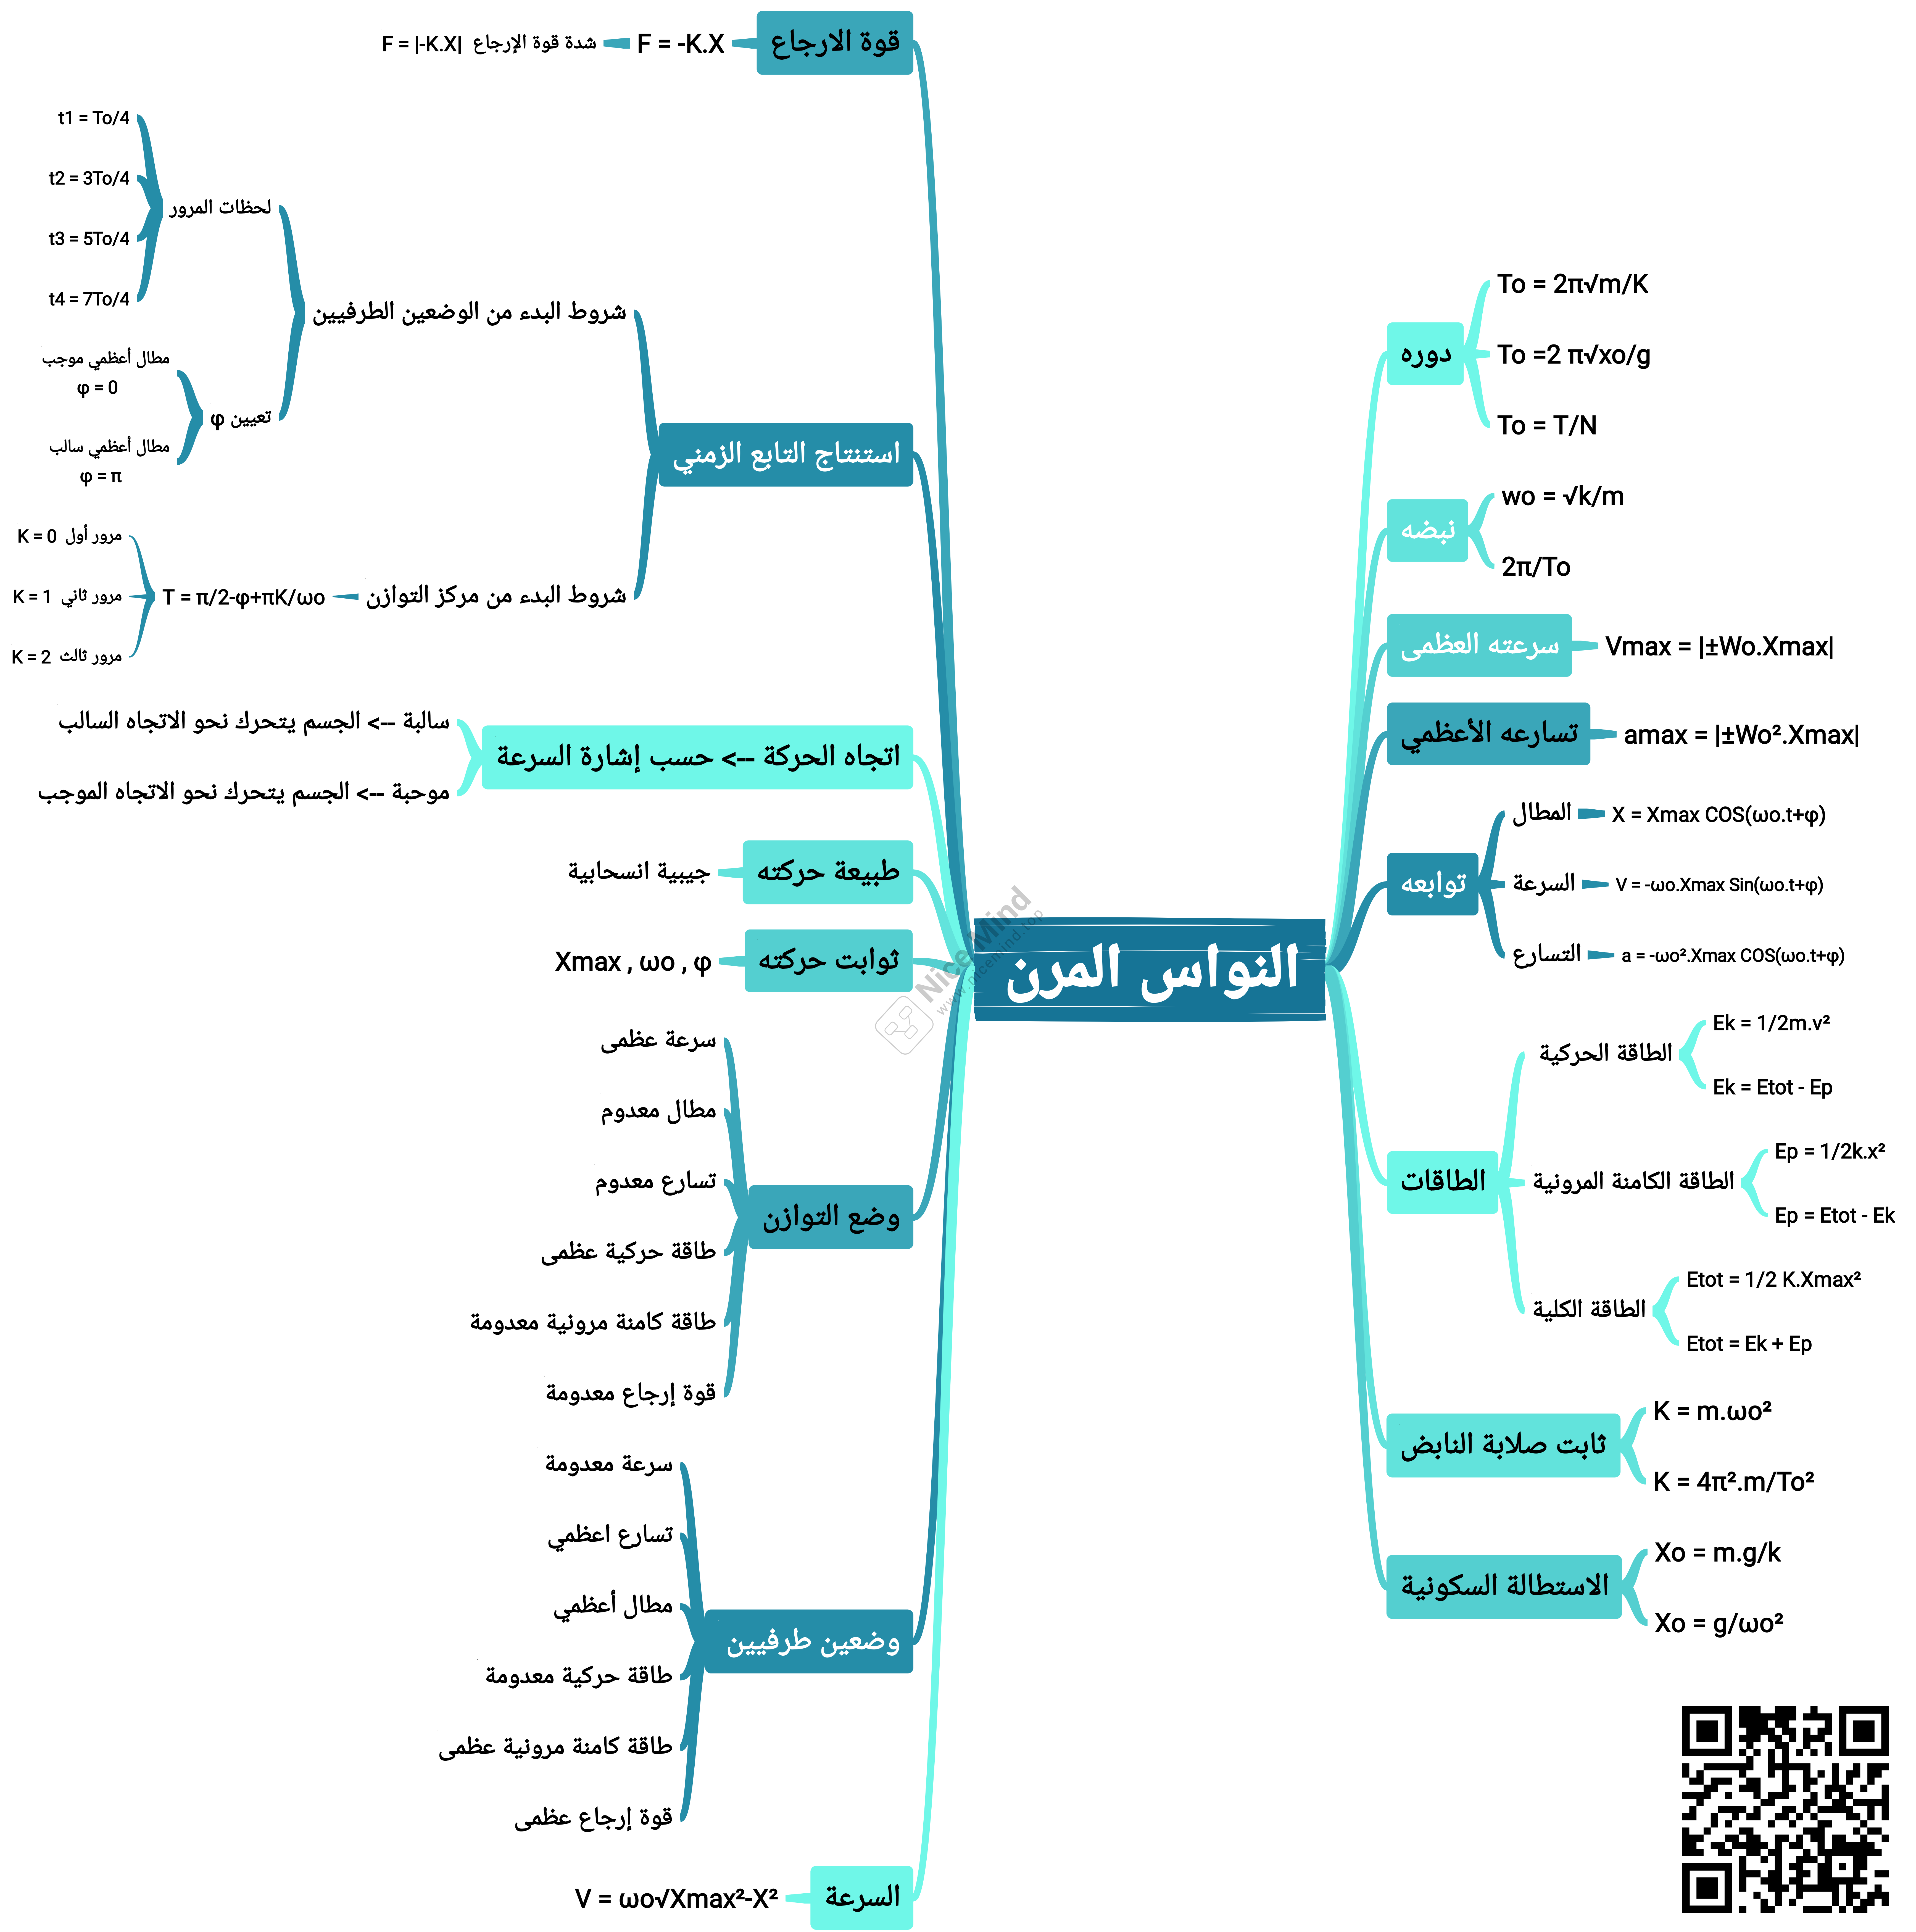 النواس المرن
دوره
To = 2π√m/K
To =2 π√xo/g
To = T/N
نبضه
wo = √k/m
2π/To
سرعته العظمى
Vmax = |±Wo.Xmax|
تسارعه الأعظمي
amax = |±Wo².Xmax|
توابعه
المطال
X = Xmax COS(ωo.t+φ)
السرعة
V = -ωo.Xmax Sin(ωo.t+φ)
التسارع
a = -ωo².Xmax COS(ωo.t+φ)
الطاقات
الطاقة الحركية
Ek = 1/2m.v²
Ek = Etot - Ep
الطاقة الكامنة المرونية
Ep = 1/2k.x²
Ep = Etot - Ek
الطاقة الكلية
Etot = 1/2 K.Xmax²
Etot = Ek + Ep
ثابت صلابة النابض
K = m.ωo²
K = 4π².m/To²
الاستطالة السكونية
Xo = m.g/k
Xo = g/ωo²
قوة الارجاع
F = -K.X
شدة قوة الإرجاع F = |-K.X|
استنتاج التابع الزمني
شروط البدء من الوضعين الطرفيين
لحظات المرور
t1 = To/4
t2 = 3To/4
t3 = 5To/4
t4 = 7To/4
تعيين φ
مطال أعظمي موجب
φ = 0
مطال أعظمي سالب
φ = π
شروط البدء من مركز التوازن
T = π/2-φ+πK/ωo
مرور أول K = 0
مرور ثاني K = 1
مرور ثالث K = 2
اتجاه الحركة --> حسب إشارة السرعة
سالبة --> الجسم يتحرك نحو الاتجاه السالب
موحبة --> الجسم يتحرك نحو الاتجاه الموجب
طبيعة حركته
جيبية انسحابية
ثوابت حركته
Xmax , ωo , φ
وضع التوازن
سرعة عظمى
مطال معدوم
تسارع معدوم
طاقة حركية عظمى
طاقة كامنة مرونية معدومة
قوة إرجاع معدومة
وضعين طرفيين
سرعة معدومة
تسارع اعظمي
مطال أعظمي
طاقة حركية معدومة
طاقة كامنة مرونية عظمى
قوة إرجاع عظمى
السرعة
V = ωo√Xmax²-X²
NiceMind
www.nicemind.top